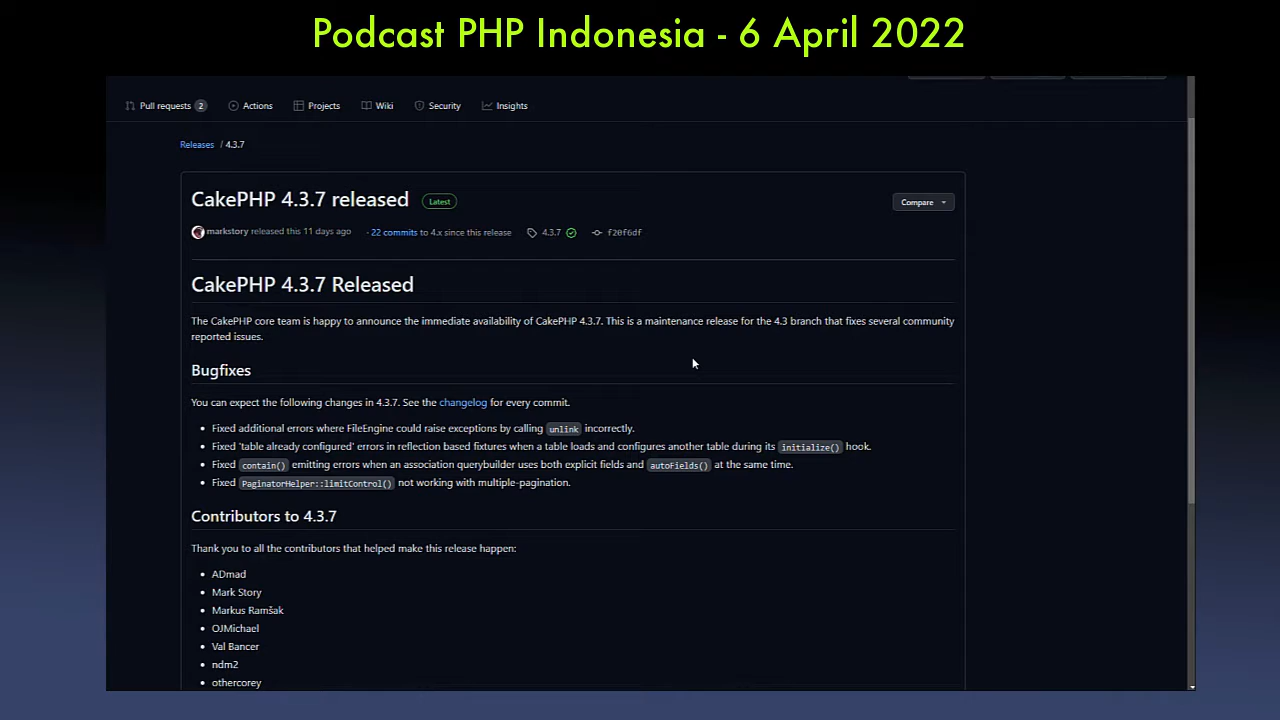 Podcast PHP Indonesia - 6 April 2022
Pull requests 2 Actions Projects Wiki Security Insights
Releases / 4.3.7
CakePHP 4.3.7 released Latest Compare
markstory released this 11 days ago · 22 commits to 4.x since this release 4.3.7 f20f6df
CakePHP 4.3.7 Released
The CakePHP core team is happy to announce the immediate availability of CakePHP 4.3.7. This is a maintenance release for the 4.3 branch that fixes several community
reported issues.
Bugfixes
You can expect the following changes in 4.3.7. See the changelog for every commit.
• Fixed additional errors where FileEngine could raise exceptions by calling unlink incorrectly.
• Fixed 'table already configured' errors in reflection based fixtures when a table loads and configures another table during its initialize() hook.
• Fixed contain() emitting errors when an association querybuilder uses both explicit fields and autoFields() at the same time.
• Fixed PaginatorHelper::limitControl() not working with multiple-pagination.
Contributors to 4.3.7
Thank you to all the contributors that helped make this release happen:
• ADmad
• Mark Story
• Markus Ramšak
• OJMichael
• Val Bancer
• ndm2
• othercorey